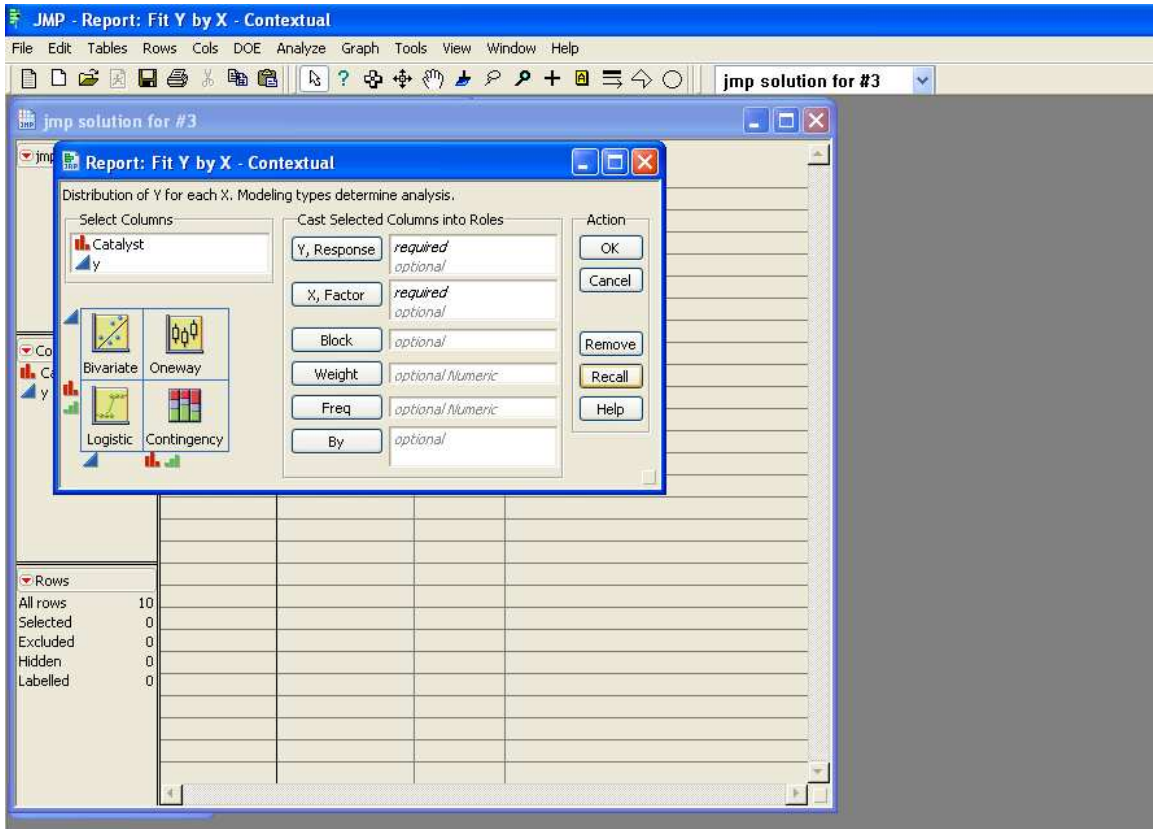 JMP - Report: Fit Y by X - Contextual
File Edit Tables Rows Cols DOE Analyze Graph Tools View Window Help
jmp solution for #3
jmp solution for #3
Report: Fit Y by X - Contextual
Distribution of Y for each X. Modeling types determine analysis.
Select Columns
Catalyst
y
Bivariate Oneway
Logistic Contingency
Cast Selected Columns into Roles
Y, Response required
optional
X, Factor required
optional
Block optional
Weight optional Numeric
Freq optional Numeric
By optional
Action
OK
Cancel
Remove
Recall
Help
jmp
Co
Ca
y
Rows
All rows 10
Selected 0
Excluded 0
Hidden 0
Labelled 0